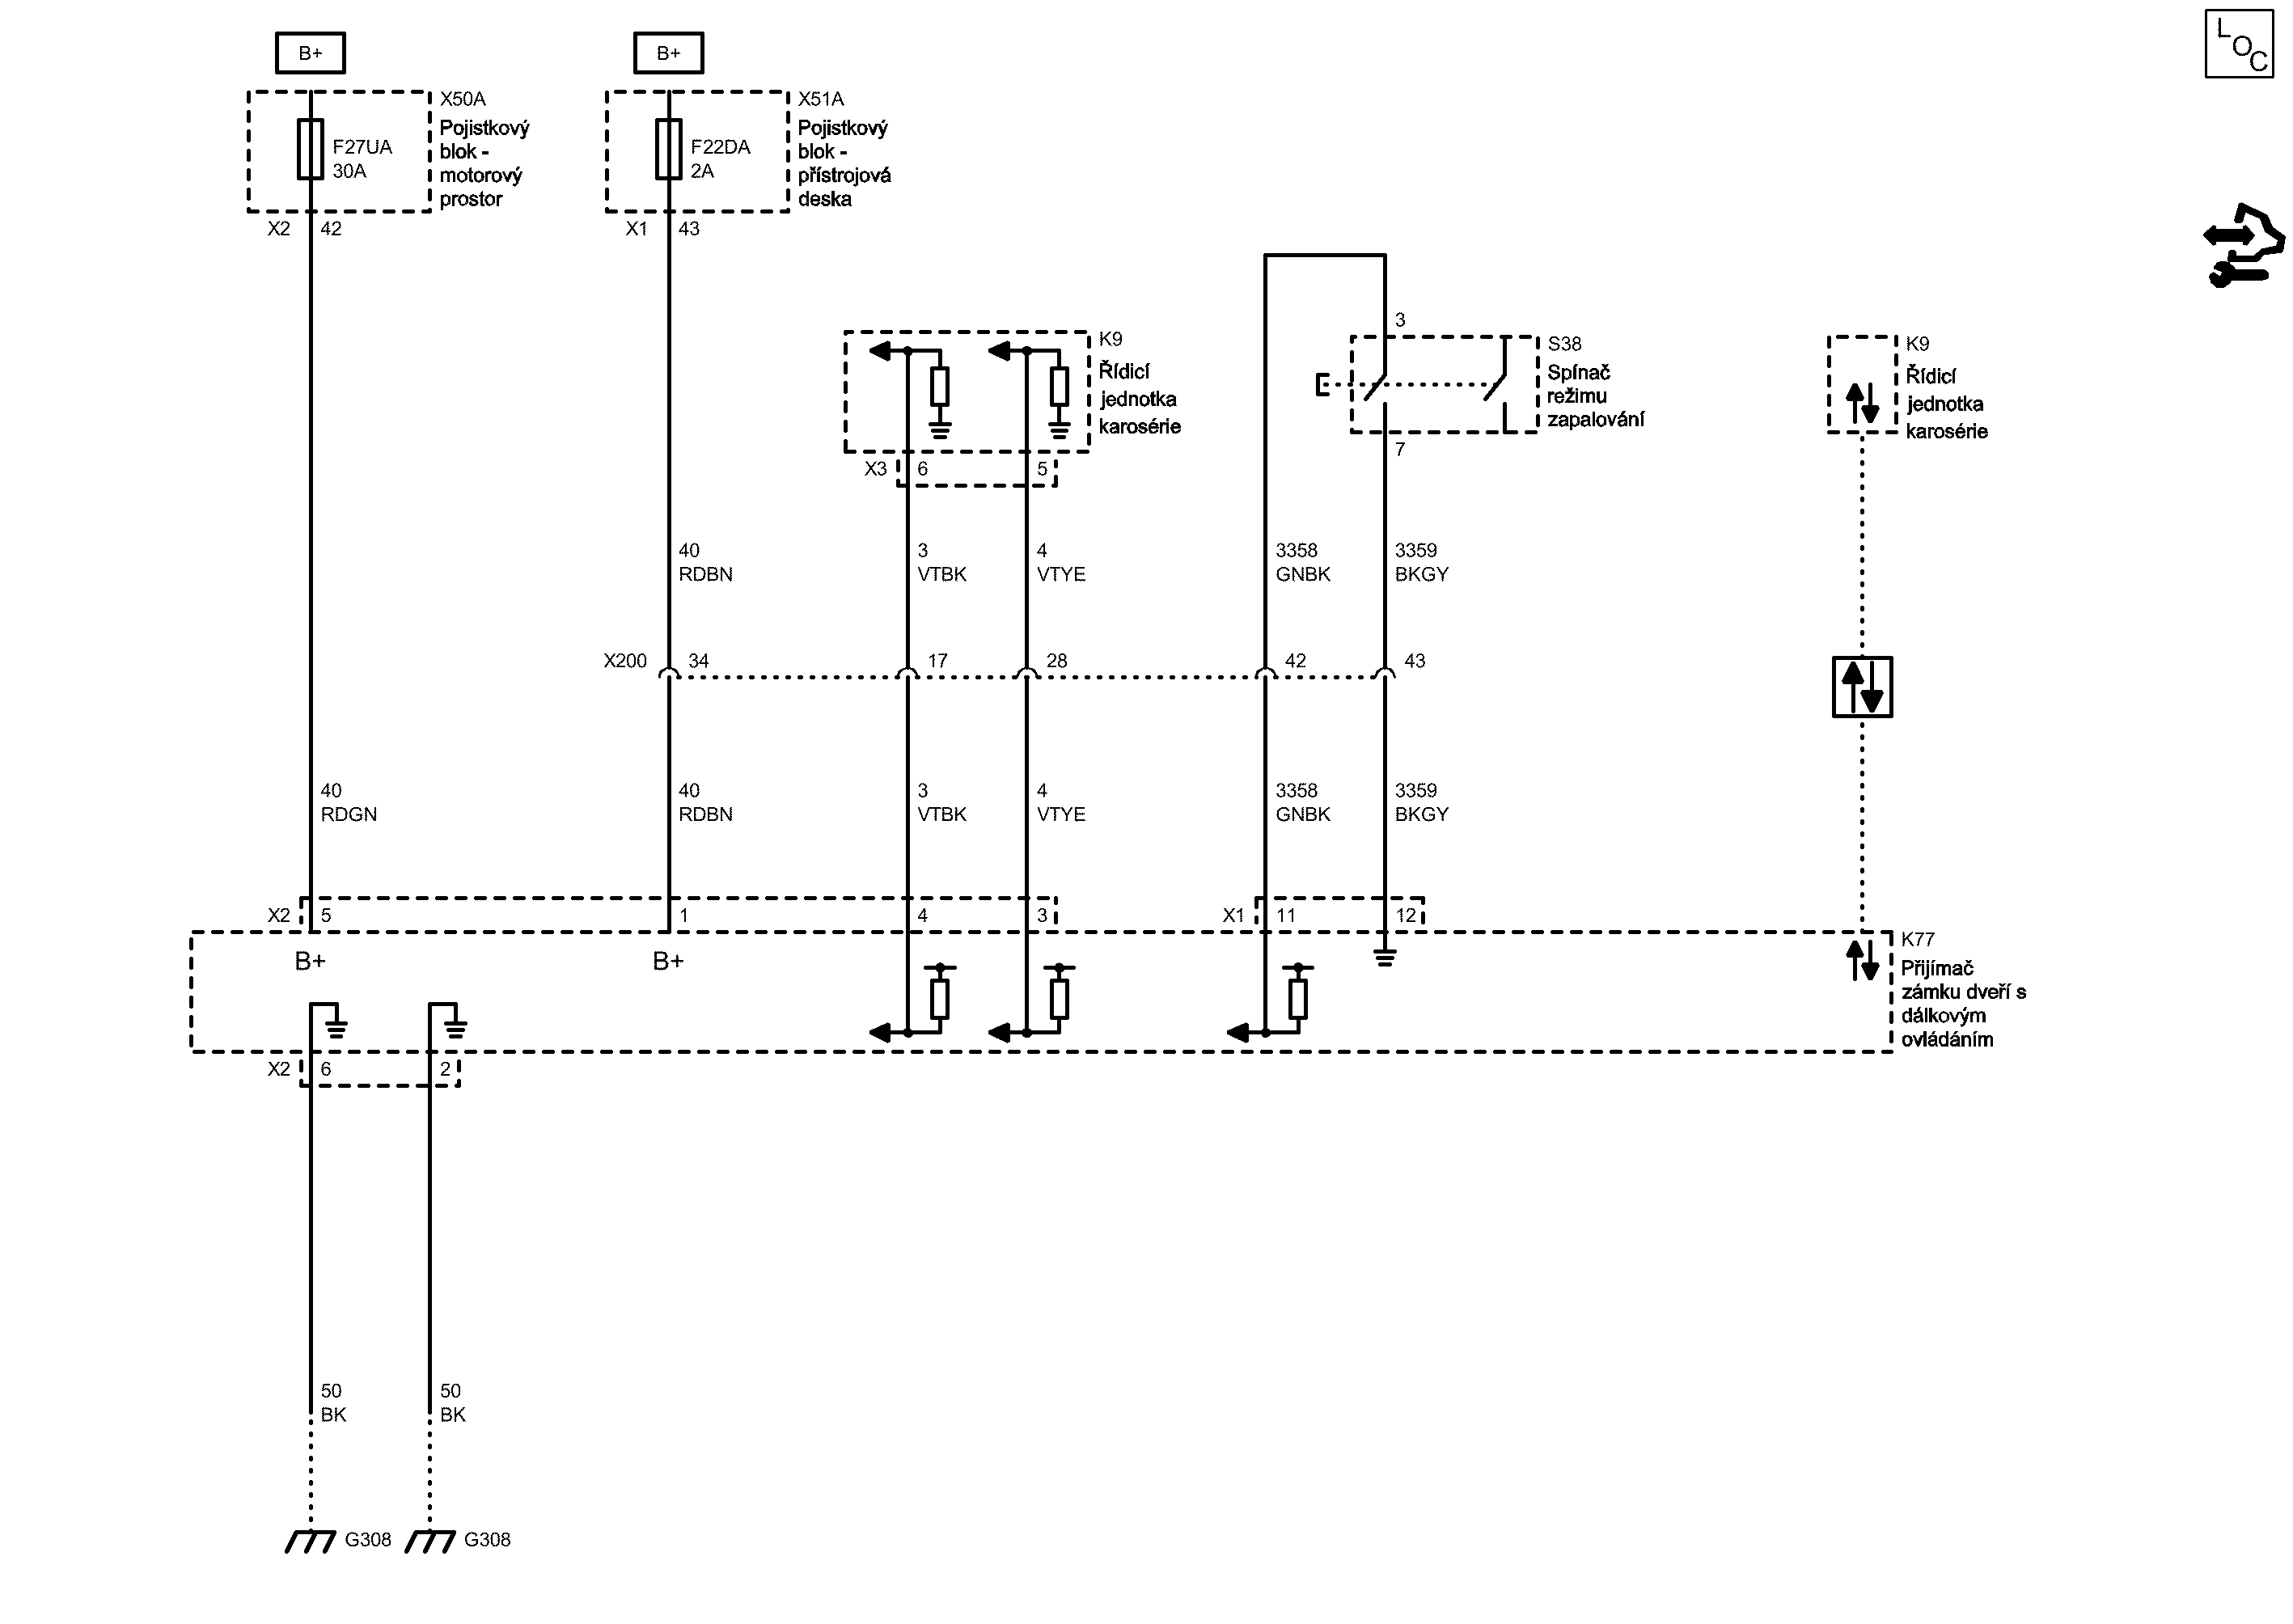 LOC
B+
B+
X50A
Pojistkový
blok -
motorový
prostor
F27UA
30A
X2 42
X51A
Pojistkový
blok -
přístrojová
deska
F22DA
2A
X1 43
K9
Řídicí
jednotka
karosérie
X3 6 5
3
S38
Spínač
režimu
zapalování
7
K9
Řídicí
jednotka
karosérie
40
RDBN
3
VTBK
4
VTYE
3358
GNBK
3359
BKGY
X200 34 17 28 42 43
40
RDGN
40
RDBN
3
VTBK
4
VTYE
3358
GNBK
3359
BKGY
X2 5 1 4 3 X1 11 12
B+ B+
K77
Přijímač
zámku dveří s
dálkovým
ovládáním
X2 6 2
50
BK
50
BK
G308 G308